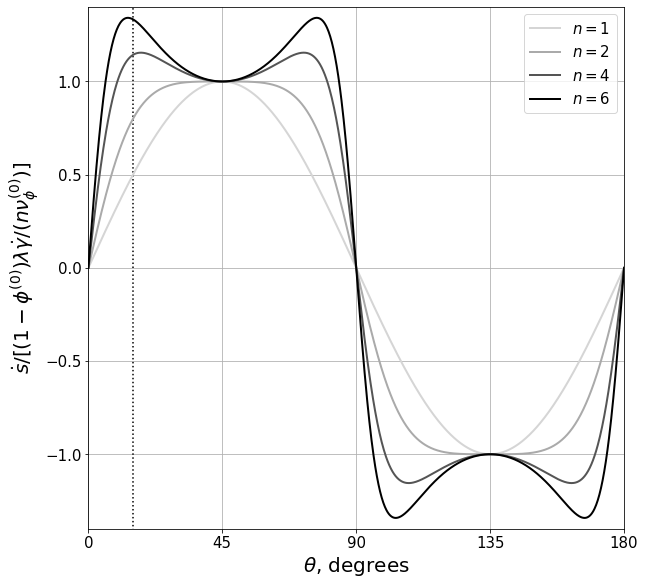 n = 1
n = 2
n = 4
n = 6
1.0
0.5
0.0
−0.5
−1.0
ṡ/[(1 − ϕ⁽⁰⁾)λγ̇/(nν_ϕ⁽⁰⁾)]
0 45 90 135 180
θ, degrees